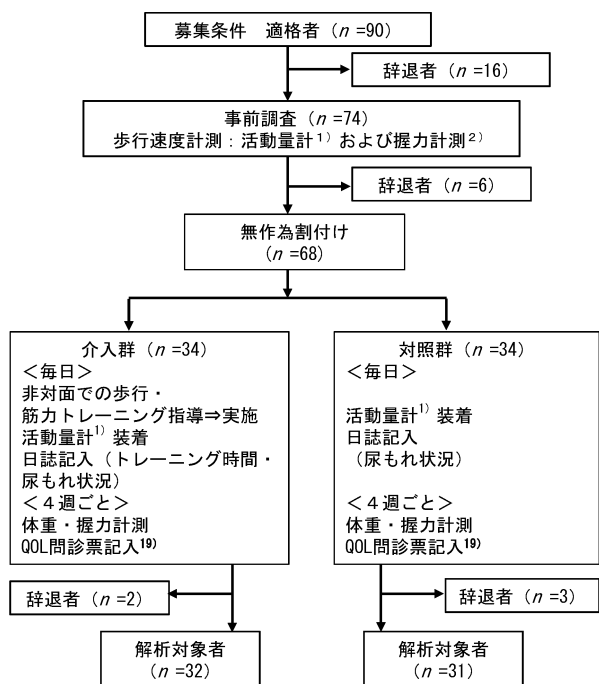 募集条件 適格者（n =90）
辞退者（n =16）
事前調査（n =74）
歩行速度計測：活動量計1) および握力計測2)
辞退者（n =6）
無作為割付け
（n =68）
介入群（n =34）
＜毎日＞
非対面での歩行・
筋力トレーニング指導⇒実施
活動量計1) 装着
日誌記入（トレーニング時間・
尿もれ状況）
＜４週ごと＞
体重・握力計測
QOL問診票記入19)
対照群（n =34）
＜毎日＞
活動量計1) 装着
日誌記入
（尿もれ状況）
＜４週ごと＞
体重・握力計測
QOL問診票記入19)
辞退者（n =2）
辞退者（n =3）
解析対象者
（n =32）
解析対象者
（n =31）